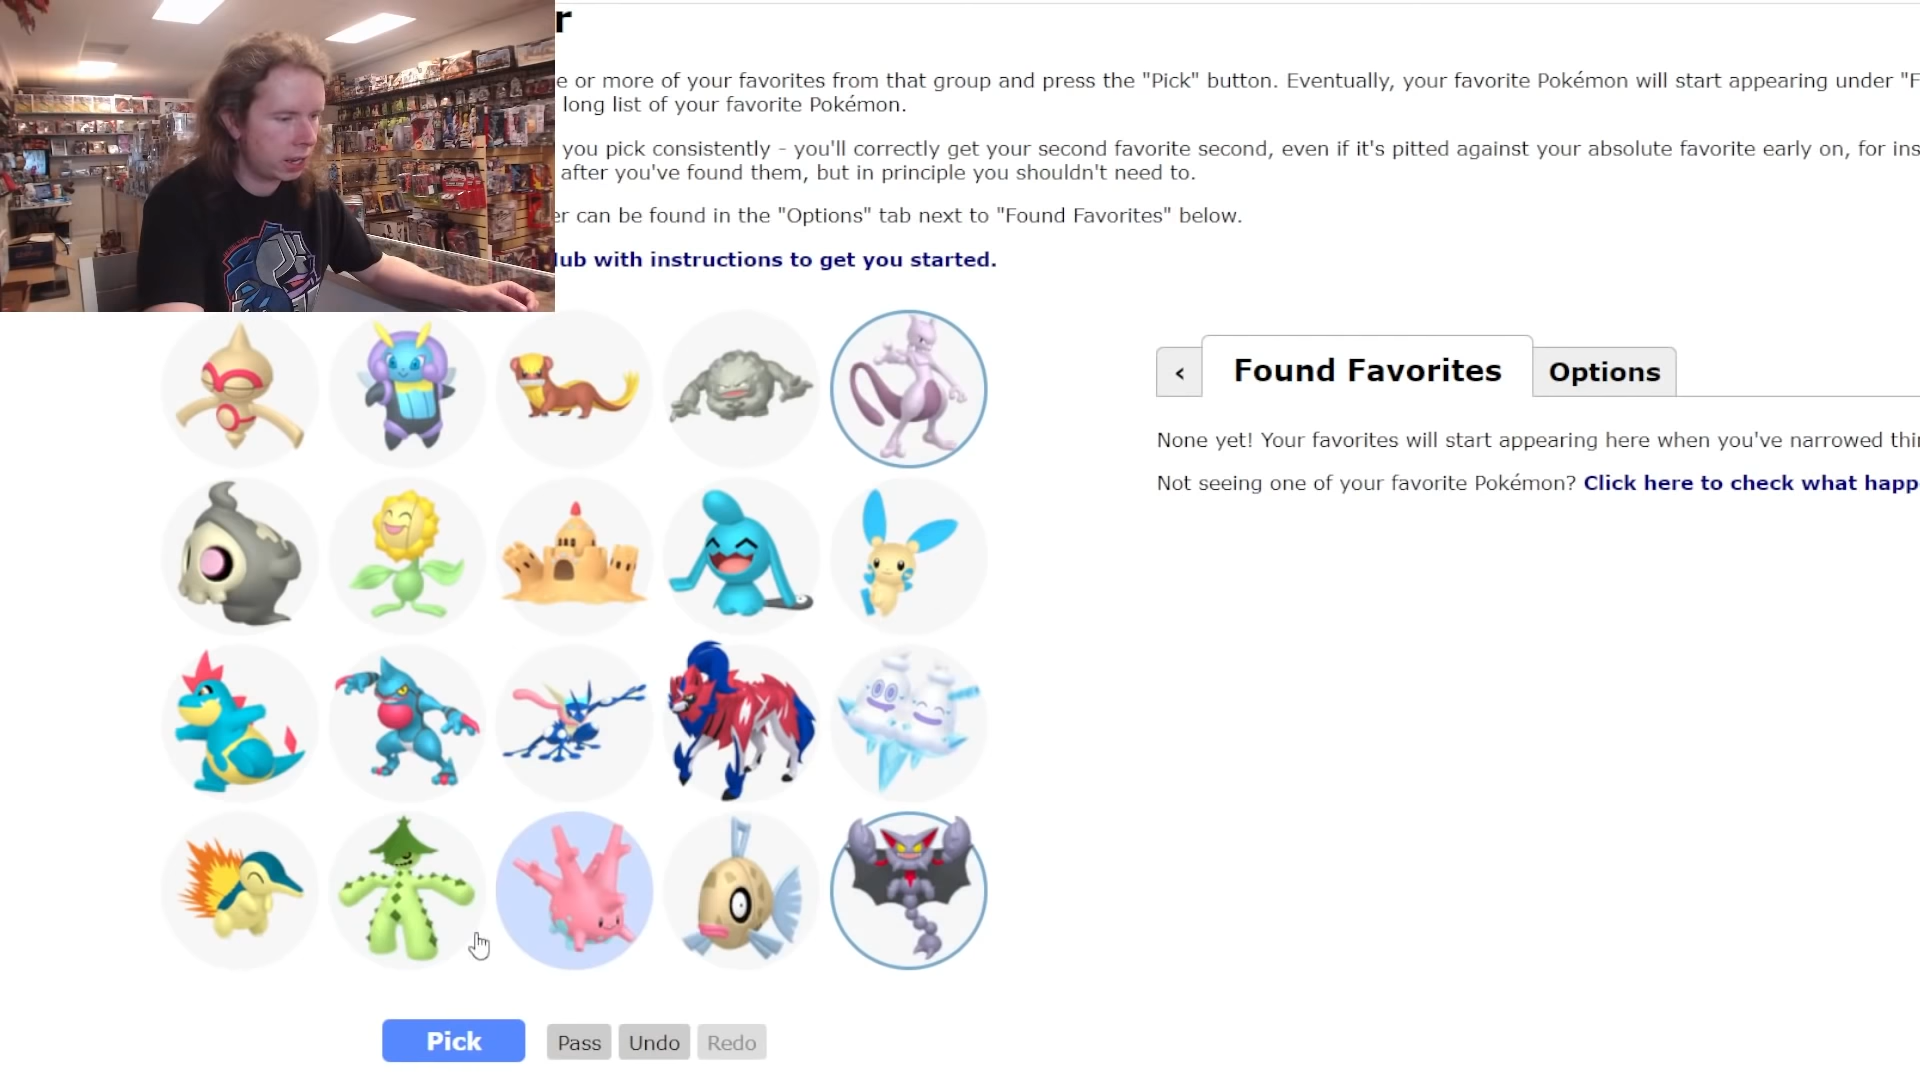 r
e or more of your favorites from that group and press the "Pick" button. Eventually, your favorite Pokémon will start appearing under "F
long list of your favorite Pokémon.
you pick consistently - you'll correctly get your second favorite second, even if it's pitted against your absolute favorite early on, for ins
after you've found them, but in principle you shouldn't need to.
er can be found in the "Options" tab next to "Found Favorites" below.
lub with instructions to get you started.
‹ Found Favorites Options
None yet! Your favorites will start appearing here when you've narrowed thi
Not seeing one of your favorite Pokémon? Click here to check what happ
Pick Pass Undo Redo